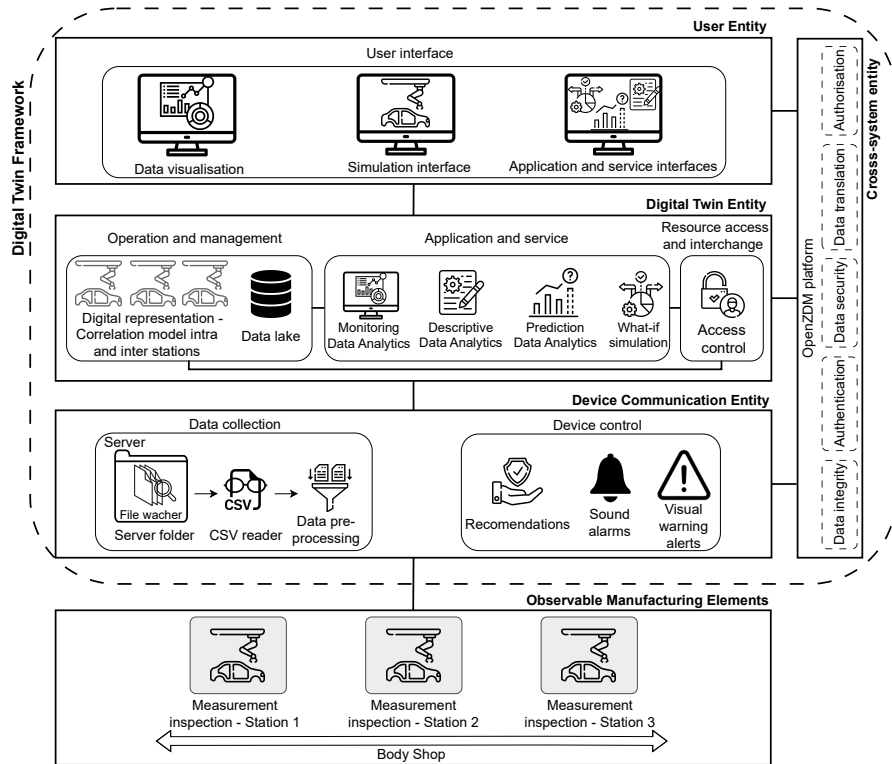 User Entity
User interface
Data visualisation
Simulation interface
Application and service interfaces
Digital Twin Framework
Crosss-system entity
OpenZDM platform
Authorisation
Data translation
Data security
Authentication
Data integrity
Digital Twin Entity
Operation and management
Application and service
Resource access
and interchange
Digital representation -
Correlation model intra
and inter stations
Data lake
Monitoring
Data Analytics
Descriptive
Data Analytics
Prediction
Data Analytics
What-if
simulation
Access
control
Device Communication Entity
Data collection
Device control
Server
File wacher
Server folder
CSV
CSV reader
Data pre-
processing
Recomendations
Sound
alarms
Visual
warning
alerts
Observable Manufacturing Elements
Measurement
inspection - Station 1
Measurement
inspection - Station 2
Measurement
inspection - Station 3
Body Shop